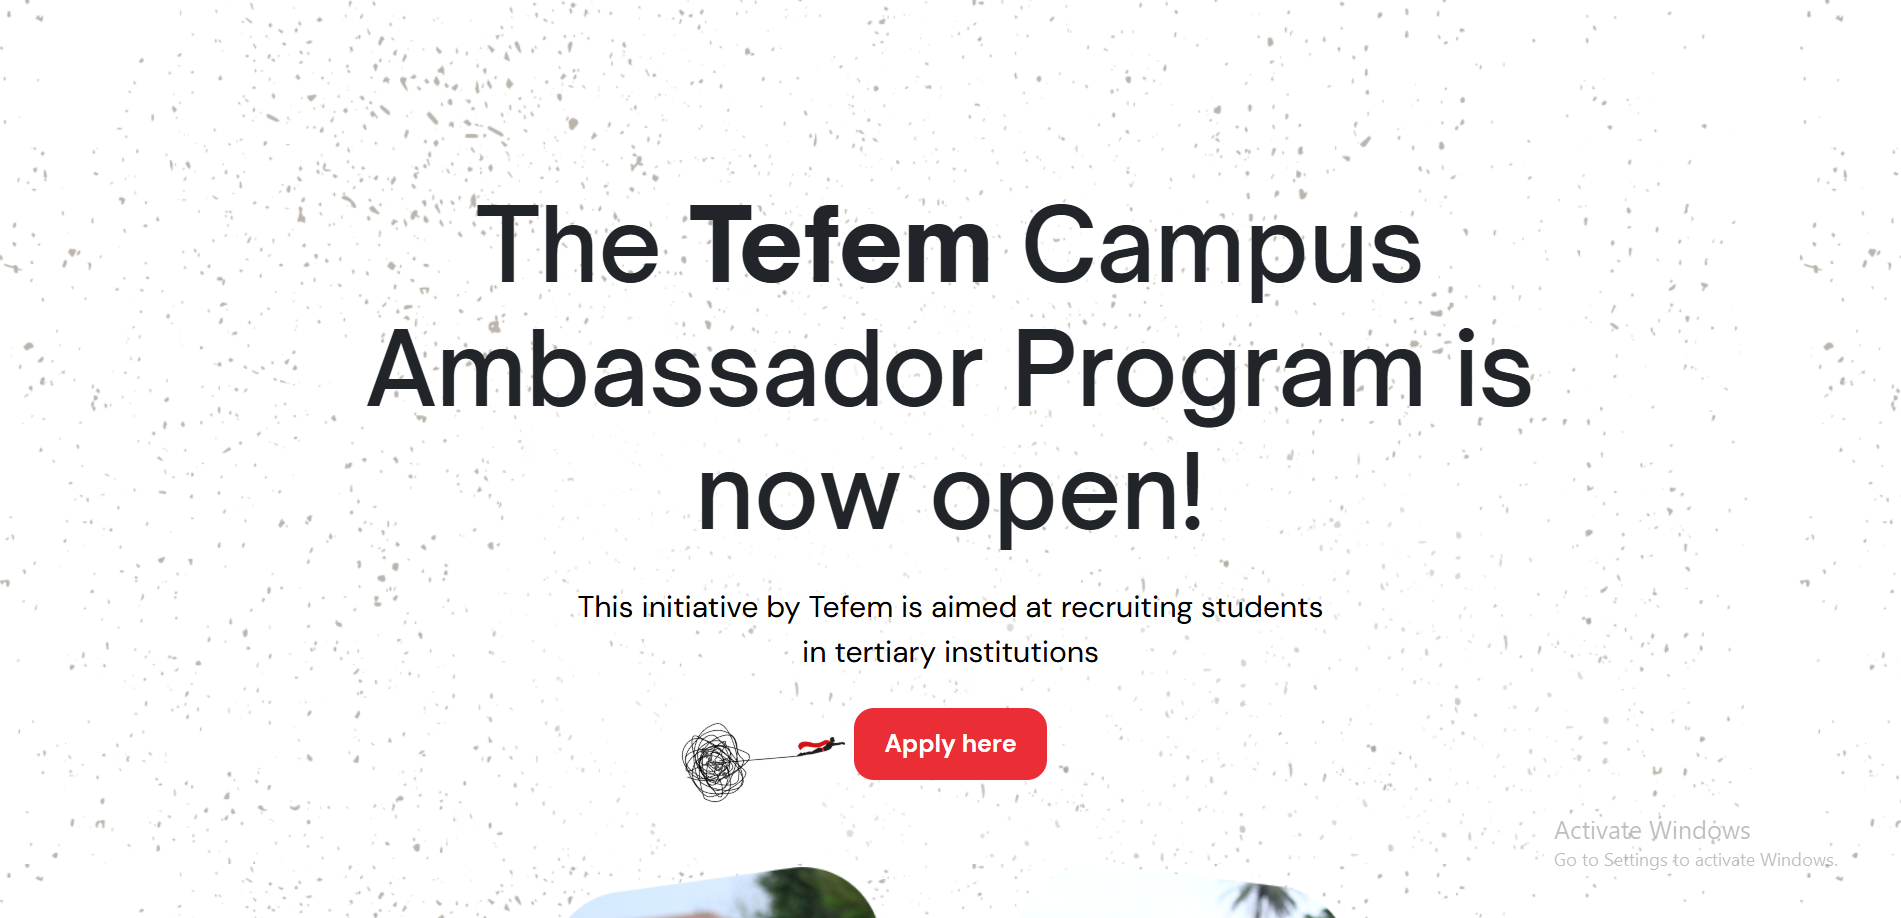 The Tefem Campus
Ambassador Program is
now open!
This initiative by Tefem is aimed at recruiting students
in tertiary institutions
Apply here
Activate Windows
Go to Settings to activate Windows.